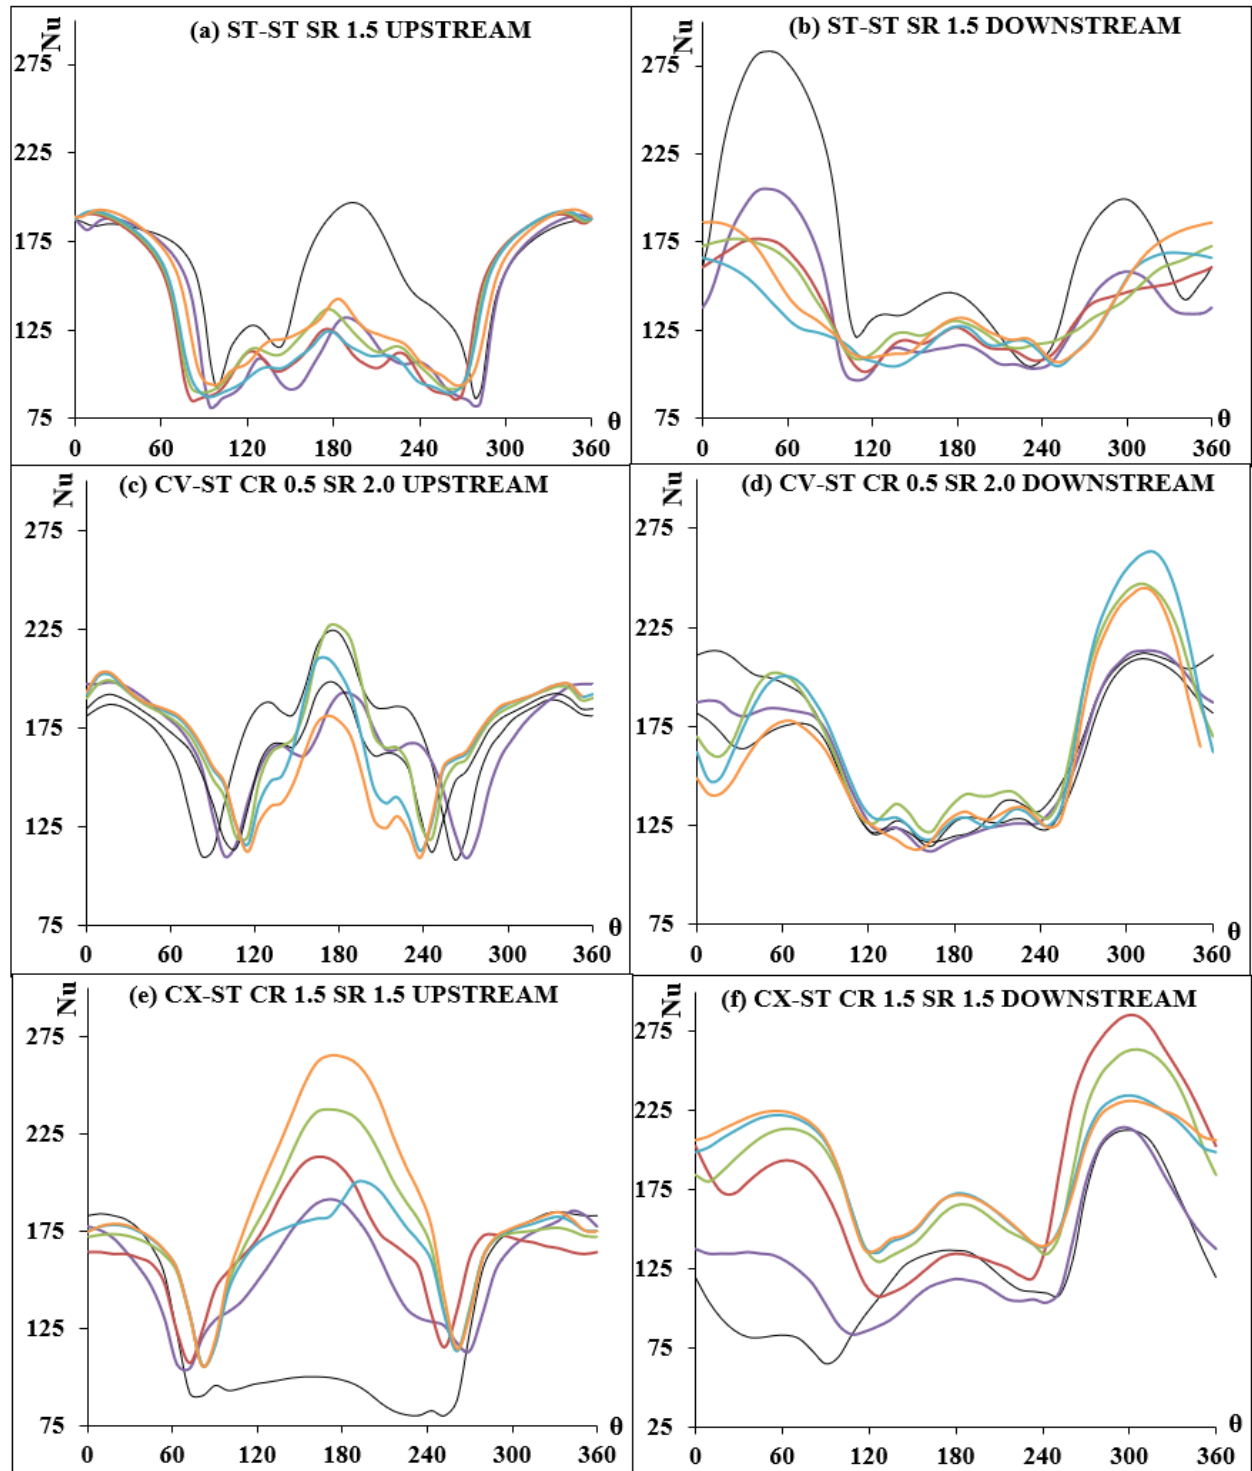 (a) ST-ST SR 1.5 UPSTREAM
Nu
275
225
175
125
75
0 60 120 180 240 300 360
θ
(b) ST-ST SR 1.5 DOWNSTREAM
Nu
275
225
175
125
75
0 60 120 180 240 300 360
θ
(c) CV-ST CR 0.5 SR 2.0 UPSTREAM
Nu
275
225
175
125
75
0 60 120 180 240 300 360
θ
(d) CV-ST CR 0.5 SR 2.0 DOWNSTREAM
Nu
275
225
175
125
75
0 60 120 180 240 300 360
θ
(e) CX-ST CR 1.5 SR 1.5 UPSTREAM
Nu
275
225
175
125
75
0 60 120 180 240 300 360
θ
(f) CX-ST CR 1.5 SR 1.5 DOWNSTREAM
Nu
275
225
175
125
75
25
0 60 120 180 240 300 360
θ